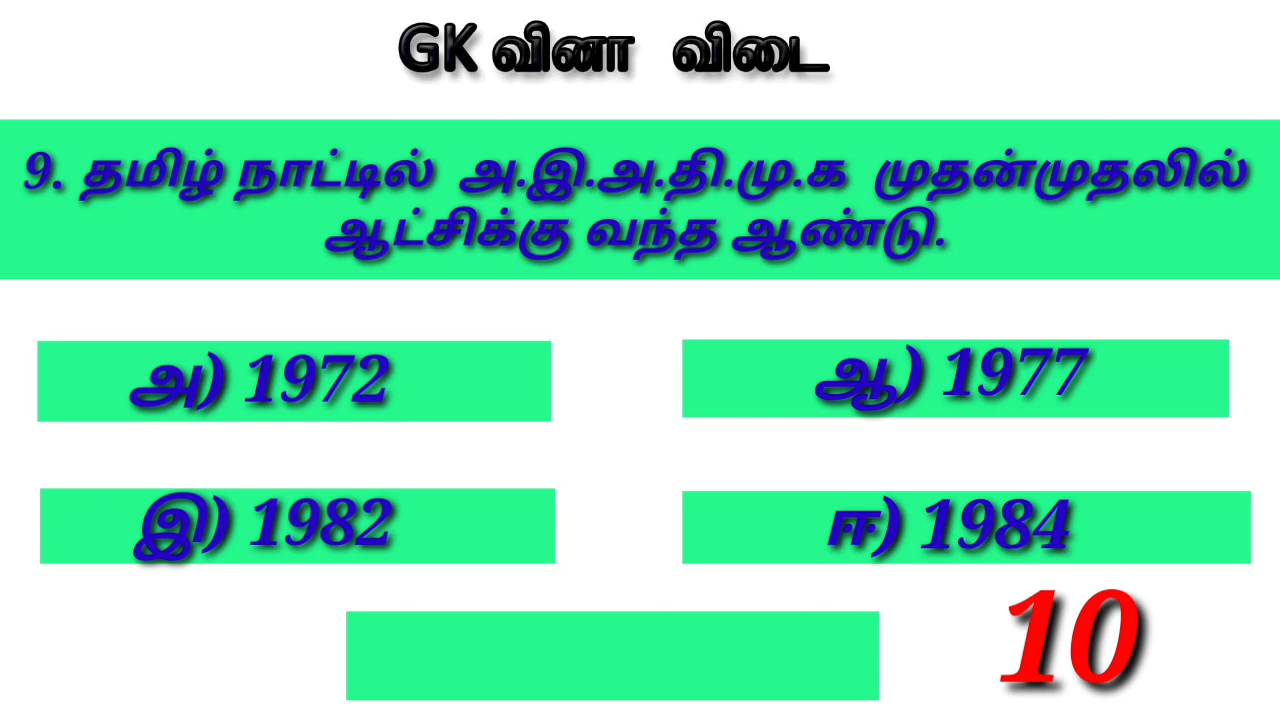 GK வினா விடை
9. தமிழ் நாட்டில் அ.இ.அ.தி.மு.க முதன்முதலில்
ஆட்சிக்கு வந்த ஆண்டு.
அ) 1972
ஆ) 1977
இ) 1982
ஈ) 1984
10